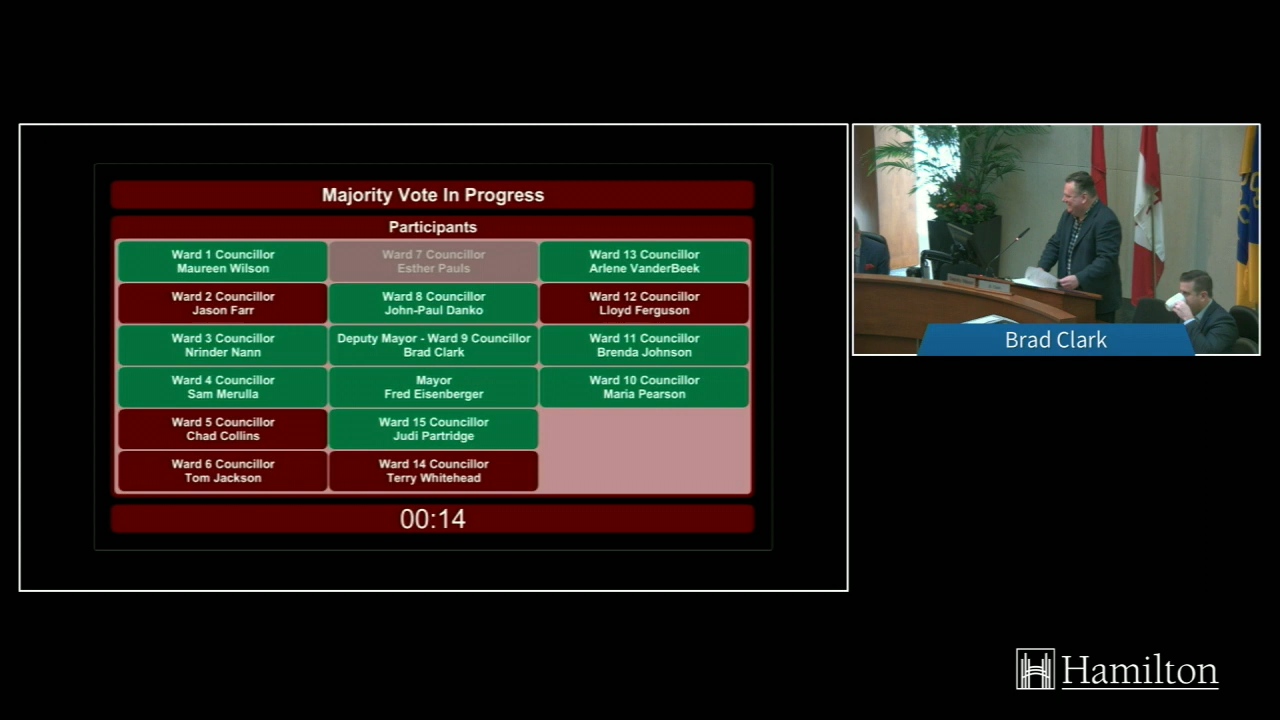 Majority Vote In Progress
Participants
Ward 1 Councillor
Maureen Wilson
Ward 7 Councillor
Esther Pauls
Ward 13 Councillor
Arlene VanderBeek
Ward 2 Councillor
Jason Farr
Ward 8 Councillor
John-Paul Danko
Ward 12 Councillor
Lloyd Ferguson
Ward 3 Councillor
Nrinder Nann
Deputy Mayor - Ward 9 Councillor
Brad Clark
Ward 11 Councillor
Brenda Johnson
Ward 4 Councillor
Sam Merulla
Mayor
Fred Eisenberger
Ward 10 Councillor
Maria Pearson
Ward 5 Councillor
Chad Collins
Ward 15 Councillor
Judi Partridge
Ward 6 Councillor
Tom Jackson
Ward 14 Councillor
Terry Whitehead
00:14
Brad Clark
Hamilton